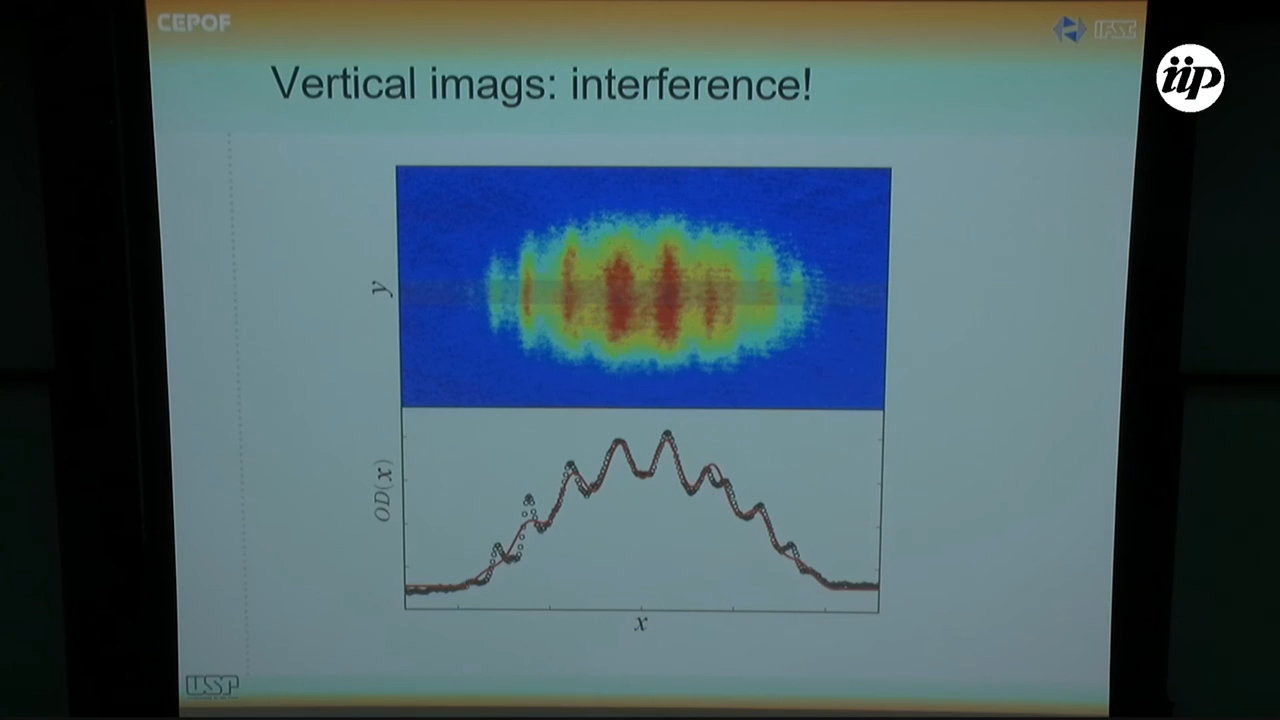 CEPOF
IFSC
iip
Vertical imags: interference!
y
OD(x)
x
USP